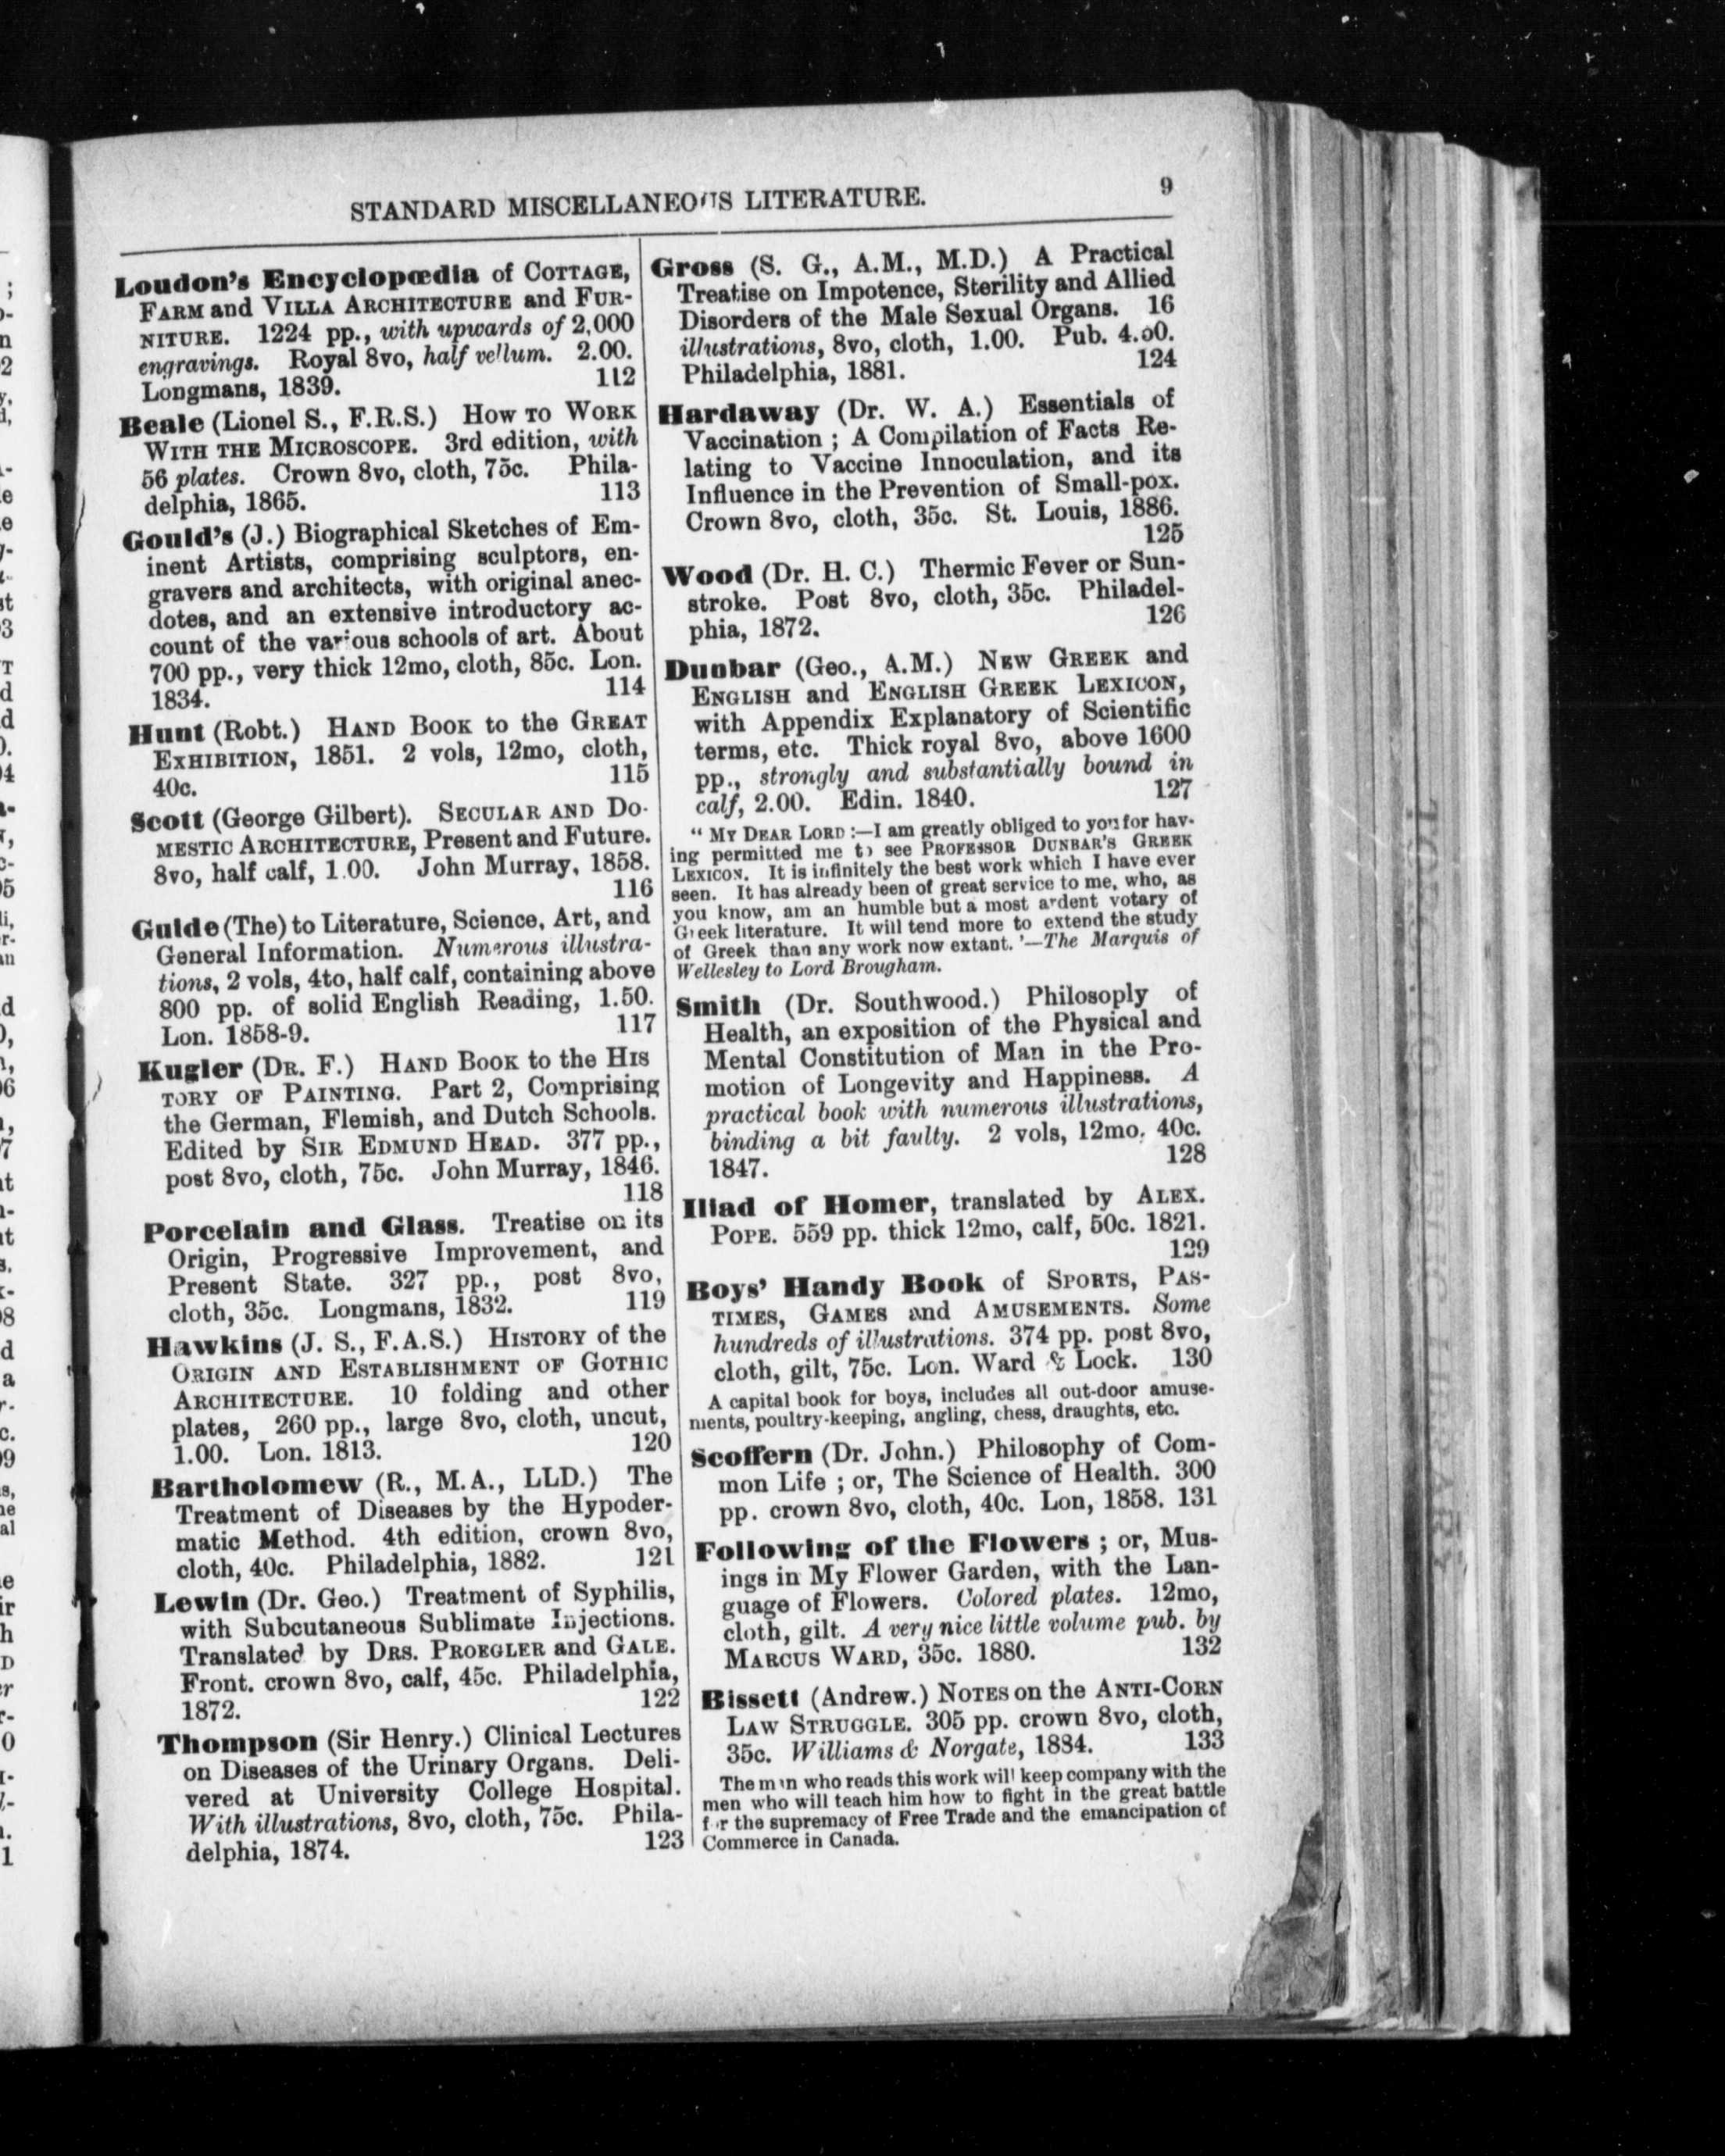 STANDARD MISCELLANEOUS LITERATURE.
9
Loudon's Encyclopœdia of COTTAGE,
FARM and VILLA ARCHITECTURE and FUR-
NITURE. 1224 pp., with upwards of 2,000
engravings. Royal 8vo, half vellum. 2.00.
Longmans, 1839. 112
Beale (Lionel S., F.R.S.) HOW TO WORK
WITH THE MICROSCOPE. 3rd edition, with
56 plates. Crown 8vo, cloth, 75c. Phila-
delphia, 1865. 113
Gould's (J.) Biographical Sketches of Em-
inent Artists, comprising sculptors, en-
gravers and architects, with original anec-
dotes, and an extensive introductory ac-
count of the various schools of art. About
700 pp., very thick 12mo, cloth, 85c. Lon.
1834. 114
Hunt (Robt.) HAND BOOK to the GREAT
EXHIBITION, 1851. 2 vols, 12mo, cloth,
40c. 115
Scott (George Gilbert). SECULAR AND DO-
MESTIC ARCHITECTURE, Present and Future.
8vo, half calf, 1.00. John Murray, 1858.
116
Guide (The) to Literature, Science, Art, and
General Information. Numerous illustra-
tions, 2 vols, 4to, half calf, containing above
800 pp. of solid English Reading, 1.50.
Lon. 1858-9. 117
Kugler (DR. F.) HAND BOOK to the HIS
TORY OF PAINTING. Part 2, Comprising
the German, Flemish, and Dutch Schools.
Edited by SIR EDMUND HEAD. 377 pp.,
post 8vo, cloth, 75c. John Murray, 1846.
118
Porcelain and Glass. Treatise on its
Origin, Progressive Improvement, and
Present State. 327 pp., post 8vo,
cloth, 35c. Longmans, 1832. 119
Hawkins (J. S., F.A.S.) HISTORY of the
ORIGIN AND ESTABLISHMENT OF GOTHIC
ARCHITECTURE. 10 folding and other
plates, 260 pp., large 8vo, cloth, uncut,
1.00. Lon. 1813. 120
Bartholomew (R., M.A., LLD.) The
Treatment of Diseases by the Hypoder-
matic Method. 4th edition, crown 8vo,
cloth, 40c. Philadelphia, 1882. 121
Lewin (Dr. Geo.) Treatment of Syphilis,
with Subcutaneous Sublimate Injections.
Translated by DRS. PROEGLER and GALE.
Front. crown 8vo, calf, 45c. Philadelphia,
1872. 122
Thompson (Sir Henry.) Clinical Lectures
on Diseases of the Urinary Organs. Deli-
vered at University College Hospital.
With illustrations, 8vo, cloth, 75c. Phila-
delphia, 1874. 123
Gross (S. G., A.M., M.D.) A Practical
Treatise on Impotence, Sterility and Allied
Disorders of the Male Sexual Organs. 16
illustrations, 8vo, cloth, 1.00. Pub. 4.50.
Philadelphia, 1881. 124
Hardaway (Dr. W. A.) Essentials of
Vaccination ; A Compilation of Facts Re-
lating to Vaccine Innoculation, and its
Influence in the Prevention of Small-pox.
Crown 8vo, cloth, 35c. St. Louis, 1886.
125
Wood (Dr. H. C.) Thermic Fever or Sun-
stroke. Post 8vo, cloth, 35c. Philadel-
phia, 1872. 126
Dunbar (Geo., A.M.) NEW GREEK and
ENGLISH and ENGLISH GREEK LEXICON,
with Appendix Explanatory of Scientific
terms, etc. Thick royal 8vo, above 1600
pp., strongly and substantially bound in
calf, 2.00. Edin. 1840. 127
" MY DEAR LORD :—I am greatly obliged to you for hav-
ing permitted me to see PROFESSOR DUNBAR'S GREEK
LEXICON. It is infinitely the best work which I have ever
seen. It has already been of great service to me, who, as
you know, am an humble but a most ardent votary of
Greek literature. It will tend more to extend the study
of Greek than any work now extant. '—The Marquis of
Wellesley to Lord Brougham.
Smith (Dr. Southwood.) Philosoply of
Health, an exposition of the Physical and
Mental Constitution of Man in the Pro-
motion of Longevity and Happiness. A
practical book with numerous illustrations,
binding a bit faulty. 2 vols, 12mo, 40c.
1847. 128
Iliad of Homer, translated by ALEX.
POPE. 559 pp. thick 12mo, calf, 50c. 1821.
129
Boys' Handy Book of SPORTS, PAS-
TIMES, GAMES and AMUSEMENTS. Some
hundreds of illustrations. 374 pp. post 8vo,
cloth, gilt, 75c. Lon. Ward & Lock. 130
A capital book for boys, includes all out-door amuse-
ments, poultry-keeping, angling, chess, draughts, etc.
Scoffern (Dr. John.) Philosophy of Com-
mon Life ; or, The Science of Health. 300
pp. crown 8vo, cloth, 40c. Lon, 1858. 131
Following of the Flowers ; or, Mus-
ings in My Flower Garden, with the Lan-
guage of Flowers. Colored plates. 12mo,
cloth, gilt. A very nice little volume pub. by
MARCUS WARD, 35c. 1880. 132
Bissett (Andrew.) NOTES on the ANTI-CORN
LAW STRUGGLE. 305 pp. crown 8vo, cloth,
35c. Williams & Norgate, 1884. 133
The man who reads this work will keep company with the
men who will teach him how to fight in the great battle
for the supremacy of Free Trade and the emancipation of
Commerce in Canada.